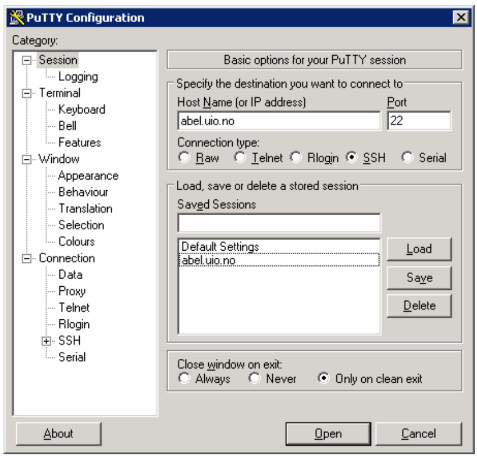 PuTTY Configuration
Category:
Session
Logging
Terminal
Keyboard
Bell
Features
Window
Appearance
Behaviour
Translation
Selection
Colours
Connection
Data
Proxy
Telnet
Rlogin
SSH
Serial
Basic options for your PuTTY session
Specify the destination you want to connect to
Host Name (or IP address) Port
abel.uio.no 22
Connection type:
Raw Telnet Rlogin SSH Serial
Load, save or delete a stored session
Saved Sessions
Default Settings
abel.uio.no
Load
Save
Delete
Close window on exit:
Always Never Only on clean exit
About Open Cancel